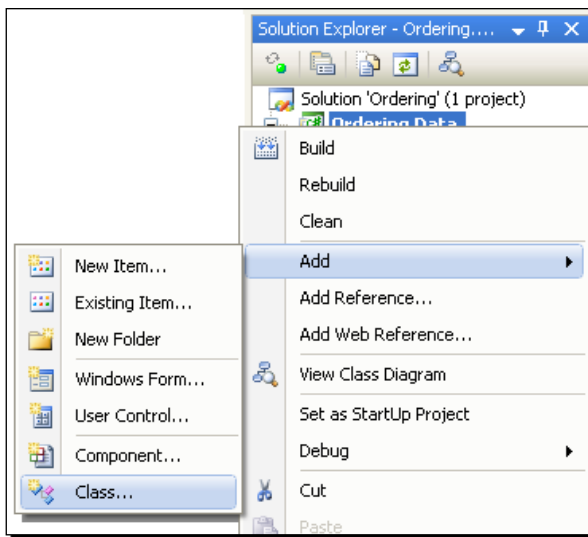 Solution Explorer - Ordering....
Solution 'Ordering' (1 project)
Ordering Data
Build
Rebuild
Clean
Add
Add Reference...
Add Web Reference...
View Class Diagram
Set as StartUp Project
Debug
Cut
Paste
New Item...
Existing Item...
New Folder
Windows Form...
User Control...
Component...
Class...